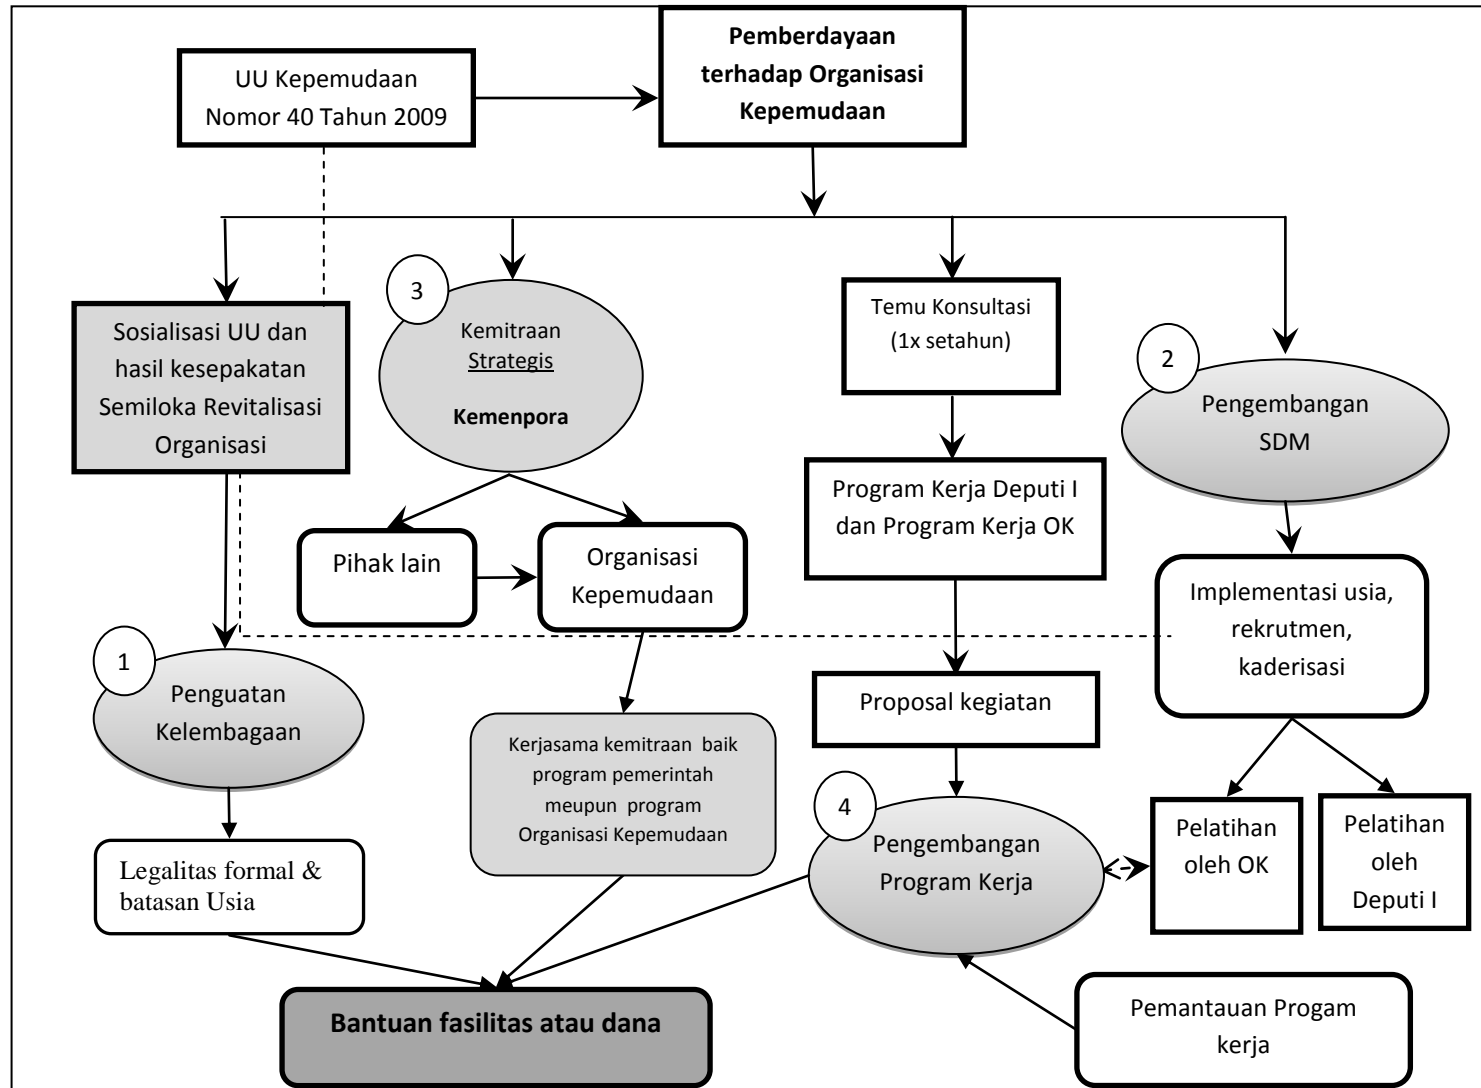 UU Kepemudaan
Nomor 40 Tahun 2009
Pemberdayaan
terhadap Organisasi
Kepemudaan
Sosialisasi UU dan
hasil kesepakatan
Semiloka Revitalisasi
Organisasi
3
Kemitraan
Strategis
Kemenpora
Temu Konsultasi
(1x setahun)
2
Pengembangan
SDM
Pihak lain
Organisasi
Kepemudaan
Program Kerja Deputi I
dan Program Kerja OK
Implementasi usia,
rekrutmen,
kaderisasi
1
Penguatan
Kelembagaan
Kerjasama kemitraan baik
program pemerintah
meupun program
Organisasi Kepemudaan
Proposal kegiatan
4
Pengembangan
Program Kerja
Pelatihan
oleh OK
Pelatihan
oleh
Deputi I
Legalitas formal &
batasan Usia
Bantuan fasilitas atau dana
Pemantauan Progam
kerja